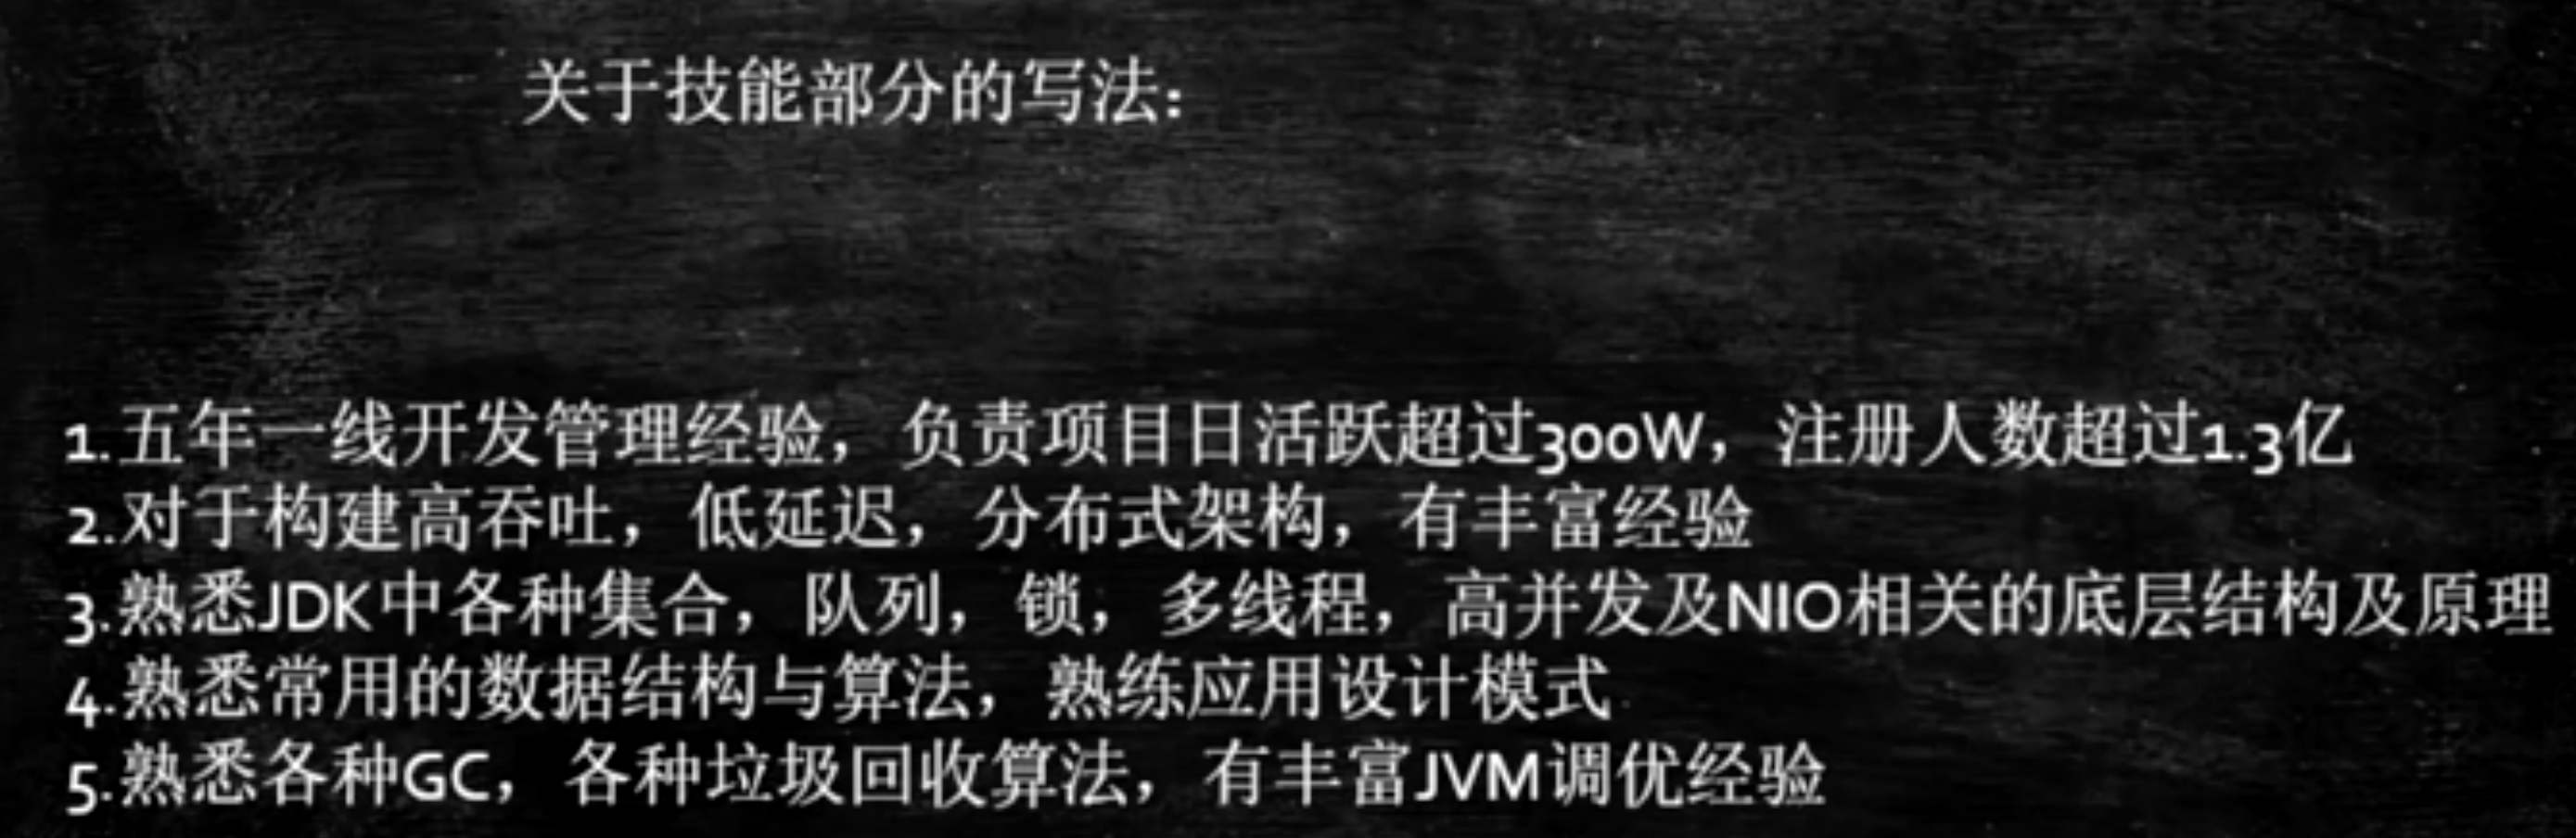 关于技能部分的写法：
1.五年一线开发管理经验，负责项目日活跃超过300W，注册人数超过1.3亿
2.对于构建高吞吐，低延迟，分布式架构，有丰富经验
3.熟悉JDK中各种集合，队列，锁，多线程，高并发及NIO相关的底层结构及原理
4.熟悉常用的数据结构与算法，熟练应用设计模式
5.熟悉各种GC，各种垃圾回收算法，有丰富JVM调优经验